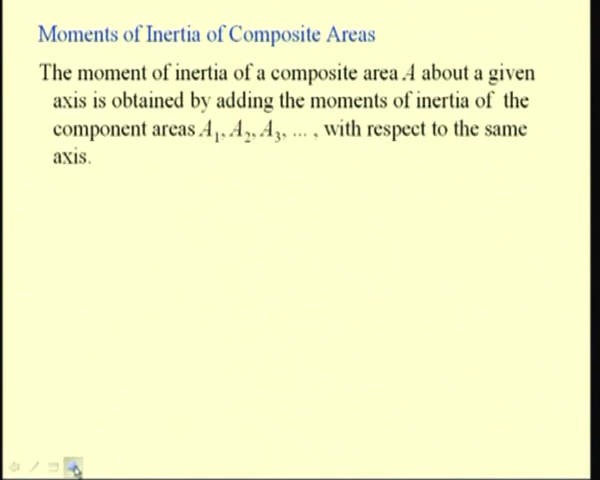 Moments of Inertia of Composite Areas
The moment of inertia of a composite area A about a given
axis is obtained by adding the moments of inertia of the
component areas A₁, A₂, A₃, ... , with respect to the same
axis.